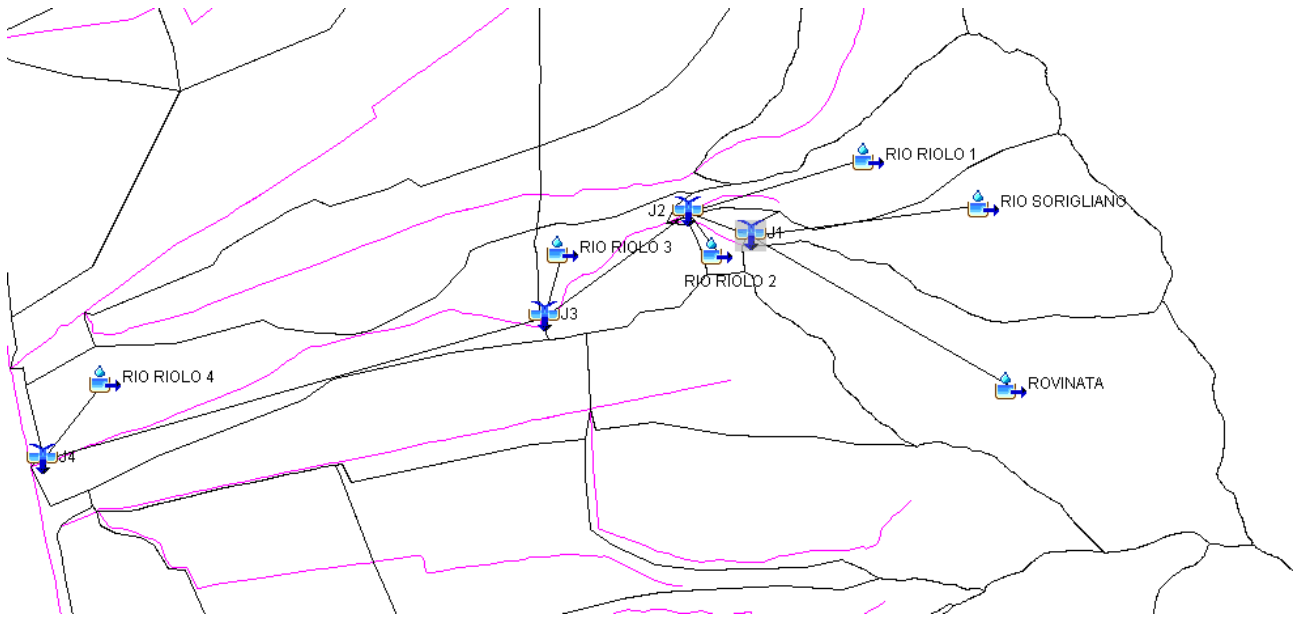 RIO RIOLO 1
RIO SORIGLIANO
J2
J1
RIO RIOLO 3
RIO RIOLO 2
J3
RIO RIOLO 4
ROVINATA
J4